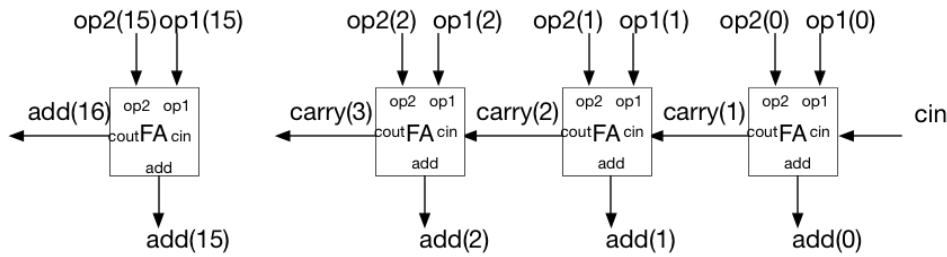 op2(15) op1(15) op2(2) op1(2) op2(1) op1(1) op2(0) op1(0)
op2 op1 op2 op1 op2 op1 op2 op1
add(16) carry(3) carry(2) carry(1) cin
cout FA cin cout FA cin cout FA cin cout FA cin
add add add add
add(15) add(2) add(1) add(0)